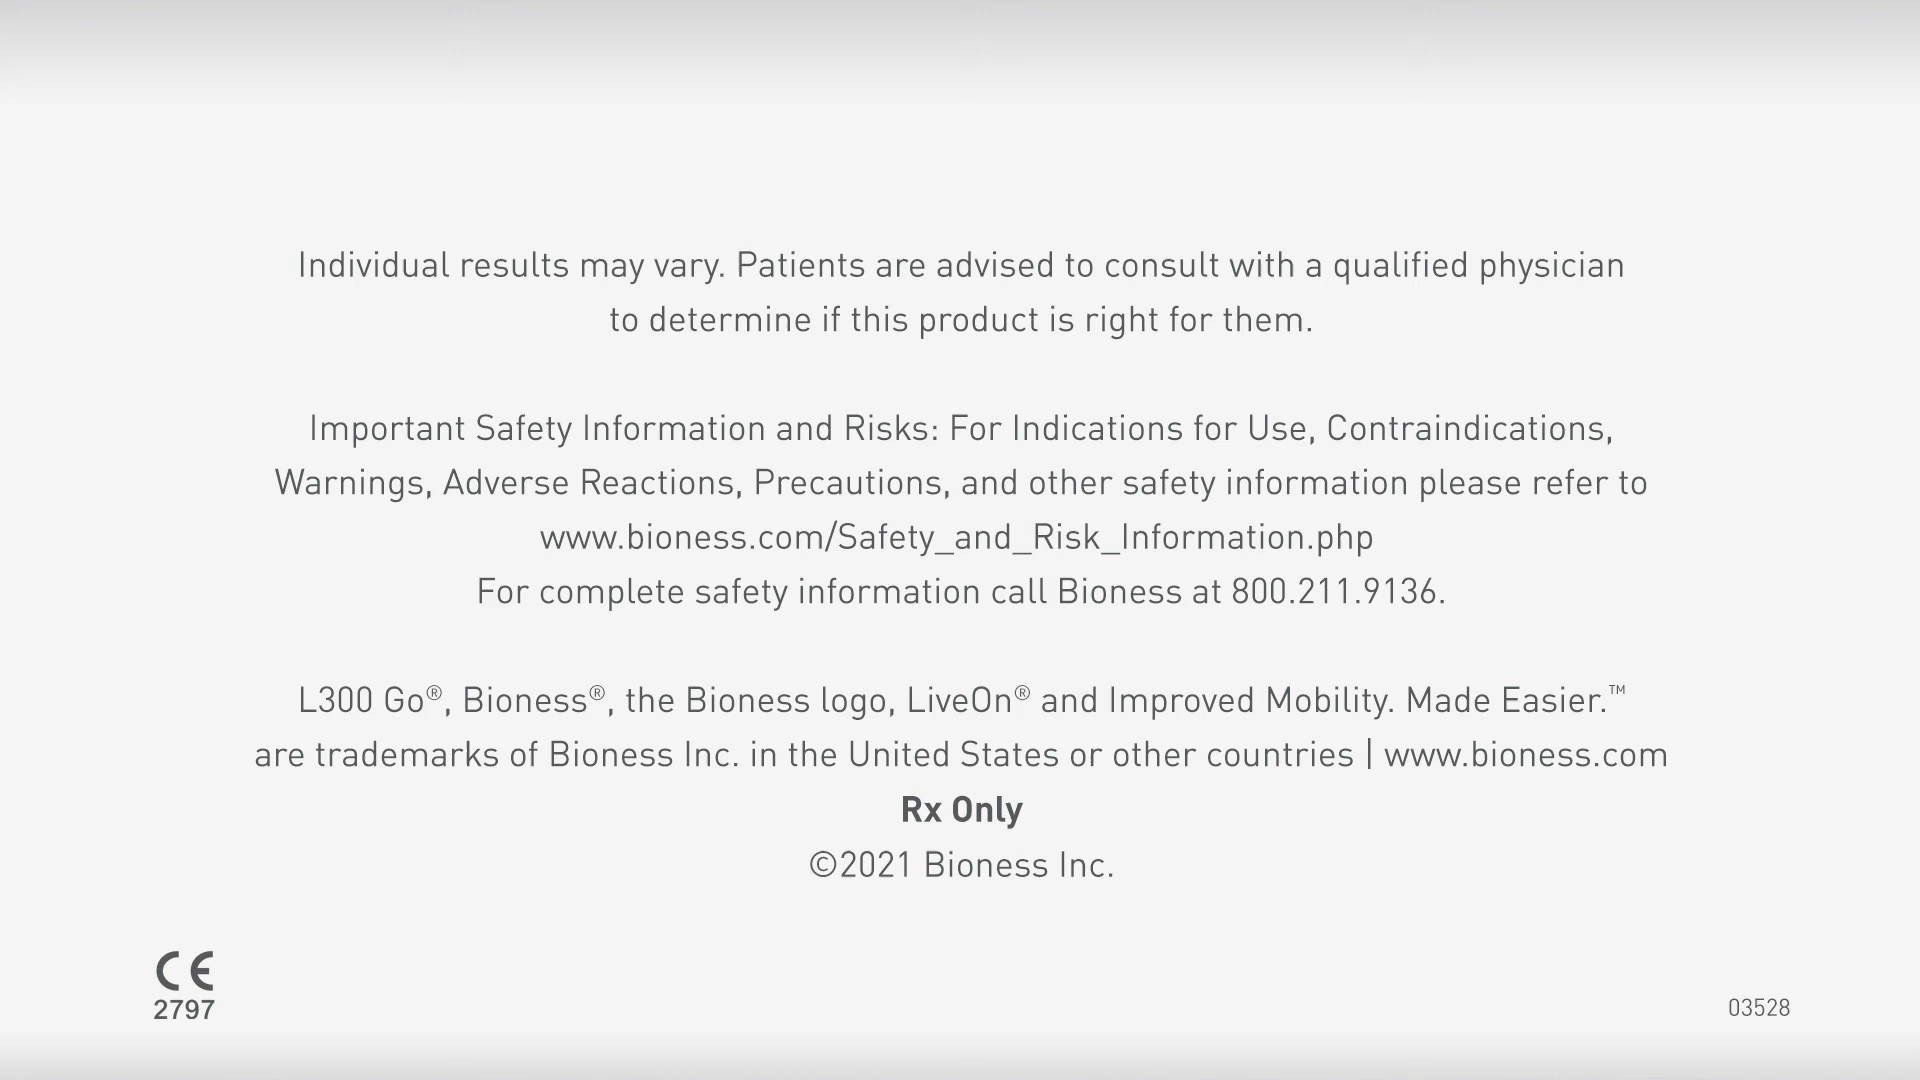 Individual results may vary. Patients are advised to consult with a qualified physician
to determine if this product is right for them.
Important Safety Information and Risks: For Indications for Use, Contraindications,
Warnings, Adverse Reactions, Precautions, and other safety information please refer to
www.bioness.com/Safety_and_Risk_Information.php
For complete safety information call Bioness at 800.211.9136.
L300 Go®, Bioness®, the Bioness logo, LiveOn® and Improved Mobility. Made Easier.™
are trademarks of Bioness Inc. in the United States or other countries | www.bioness.com
Rx Only
©2021 Bioness Inc.
CE
2797
03528